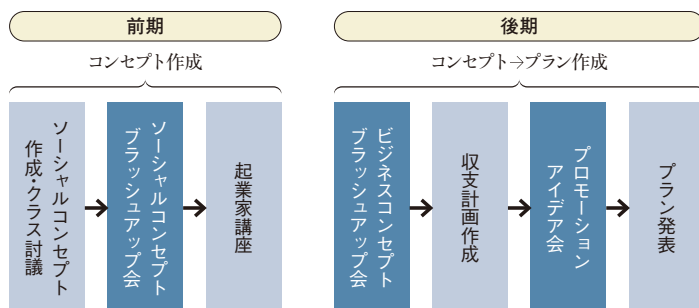 前期
コンセプト作成
ソーシャルコンセプト
作成・クラス討議
ソーシャルコンセプト
ブラッシュアップ会
起業家講座
後期
コンセプト→プラン作成
ビジネスコンセプト
ブラッシュアップ会
収支計画作成
プロモーション
アイデア会
プラン発表